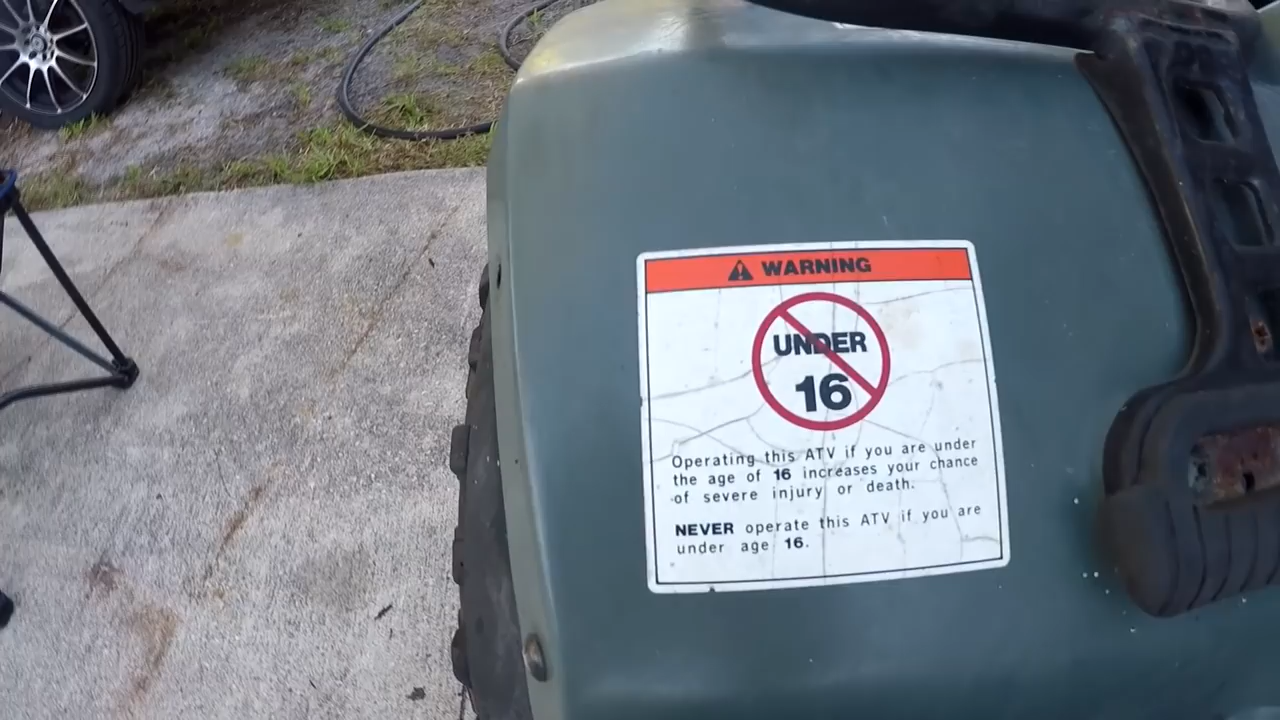 WARNING
UNDER
16
Operating this ATV if you are under
the age of 16 increases your chance
of severe injury or death.
NEVER operate this ATV if you are
under age 16.